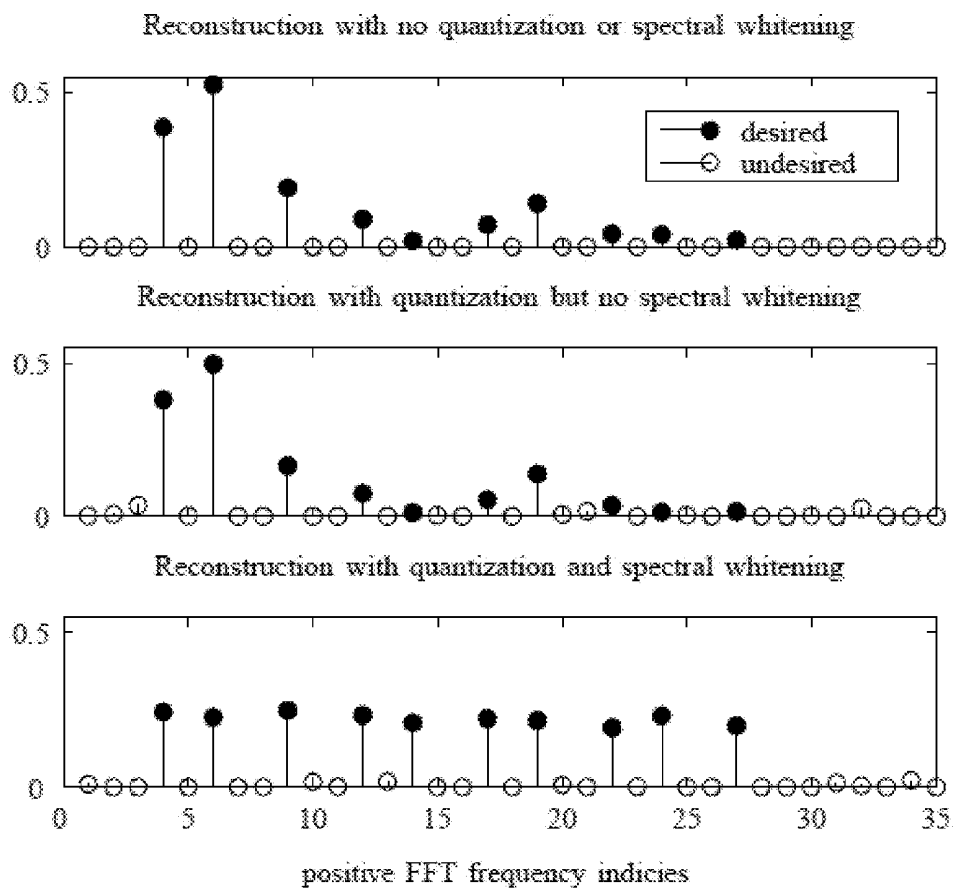 Reconstruction with no quantization or spectral whitening
0.5
desired
undesired
0
Reconstruction with quantization but no spectral whitening
0.5
0
Reconstruction with quantization and spectral whitening
0.5
0
0 5 10 15 20 25 30 35
positive FFT frequency indicies